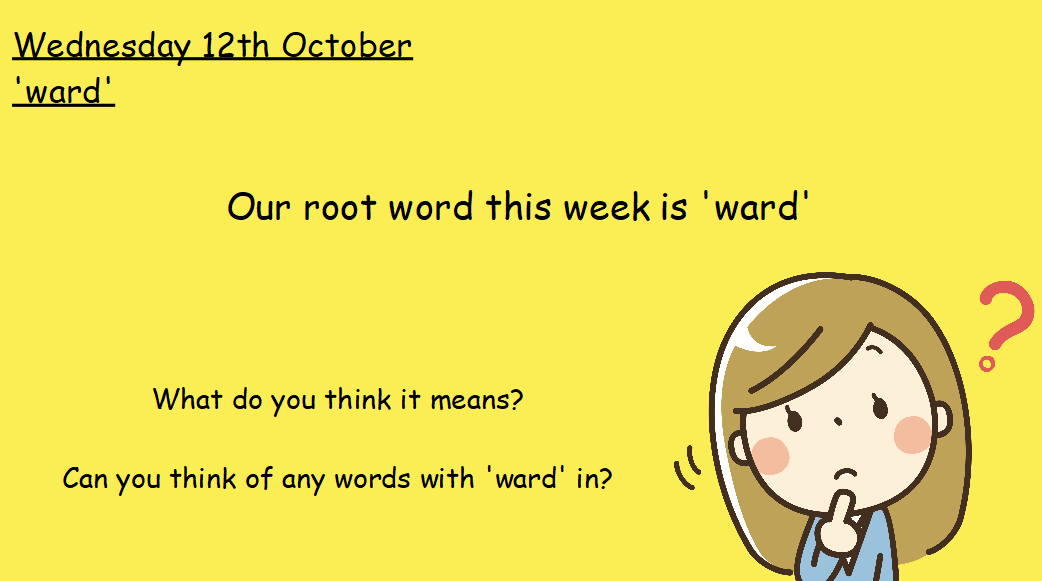 Wednesday 12th October
'ward'
Our root word this week is 'ward'
What do you think it means?
Can you think of any words with 'ward' in?
?